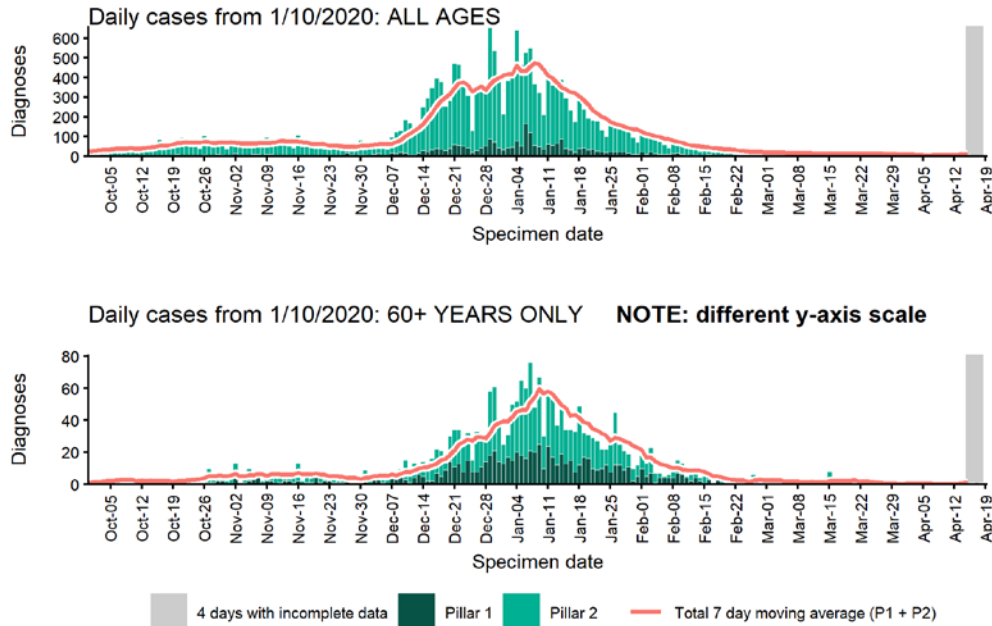 Daily cases from 1/10/2020: ALL AGES
Diagnoses
600
500
400
300
200
100
0
Oct-05 Oct-12 Oct-19 Oct-26 Nov-02 Nov-09 Nov-16 Nov-23 Nov-30 Dec-07 Dec-14 Dec-21 Dec-28 Jan-04 Jan-11 Jan-18 Jan-25 Feb-01 Feb-08 Feb-15 Feb-22 Mar-01 Mar-08 Mar-15 Mar-22 Mar-29 Apr-05 Apr-12 Apr-19
Specimen date
Daily cases from 1/10/2020: 60+ YEARS ONLY NOTE: different y-axis scale
Diagnoses
80
60
40
20
0
Oct-05 Oct-12 Oct-19 Oct-26 Nov-02 Nov-09 Nov-16 Nov-23 Nov-30 Dec-07 Dec-14 Dec-21 Dec-28 Jan-04 Jan-11 Jan-18 Jan-25 Feb-01 Feb-08 Feb-15 Feb-22 Mar-01 Mar-08 Mar-15 Mar-22 Mar-29 Apr-05 Apr-12 Apr-19
Specimen date
4 days with incomplete data Pillar 1 Pillar 2 Total 7 day moving average (P1 + P2)